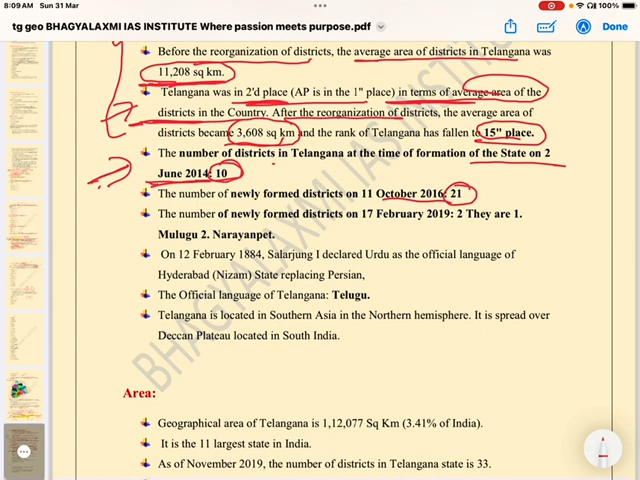 8:09 AM Sun 31 Mar
100%
tg geo BHAGYALAXMI IAS INSTITUTE Where passion meets purpose.pdf
Done
Before the reorganization of districts, the average area of districts in Telangana was
11,208 sq km.
Telangana was in 2'd place (AP is in the 1" place) in terms of average area of the
districts in the Country. After the reorganization of districts, the average area of
districts became 3,608 sq km and the rank of Telangana has fallen to 15" place.
The number of districts in Telangana at the time of formation of the State on 2
June 2014: 10
The number of newly formed districts on 11 October 2016: 21
The number of newly formed districts on 17 February 2019: 2 They are 1.
Mulugu 2. Narayanpet.
On 12 February 1884, Salarjung I declared Urdu as the official language of
Hyderabad (Nizam) State replacing Persian,
The Official language of Telangana: Telugu.
Telangana is located in Southern Asia in the Northern hemisphere. It is spread over
Deccan Plateau located in South India.
BHAGYALAXMI IAS INSTITUTE
Area:
Geographical area of Telangana is 1,12,077 Sq Km (3.41% of India).
It is the 11 largest state in India.
As of November 2019, the number of districts in Telangana state is 33.